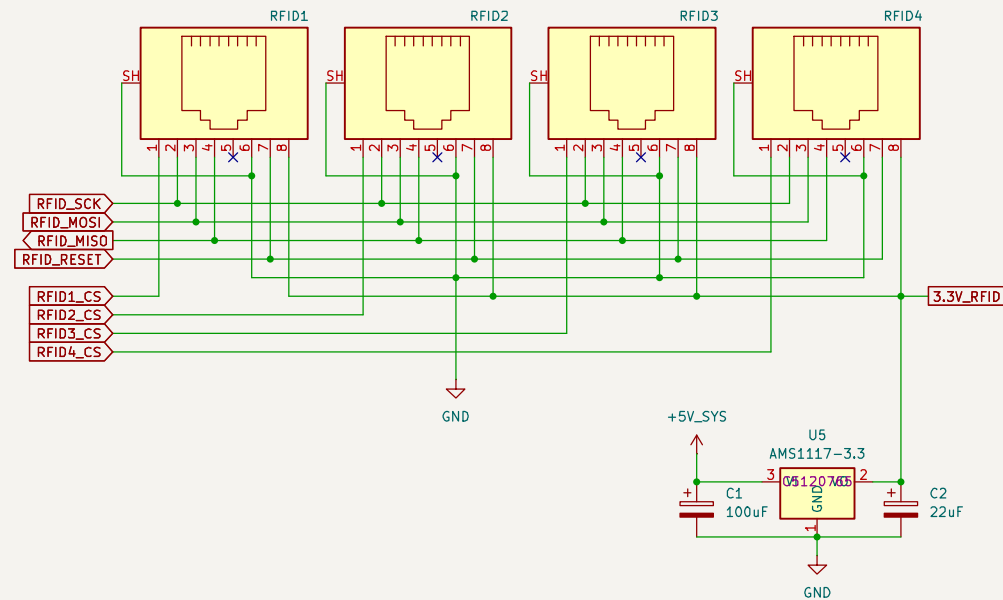 RFID1 RFID2 RFID3 RFID4
SH SH SH SH
1 2 3 4 5 6 7 8 1 2 3 4 5 6 7 8 1 2 3 4 5 6 7 8 1 2 3 4 5 6 7 8
RFID_SCK
RFID_MOSI
RFID_MISO
RFID_RESET
RFID1_CS 3.3V_RFID
RFID2_CS
RFID3_CS
RFID4_CS
GND
+5V_SYS
U5
AMS1117-3.3
3 VI VO 2
GND
1
+ C1
100uF
+ C2
22uF
GND